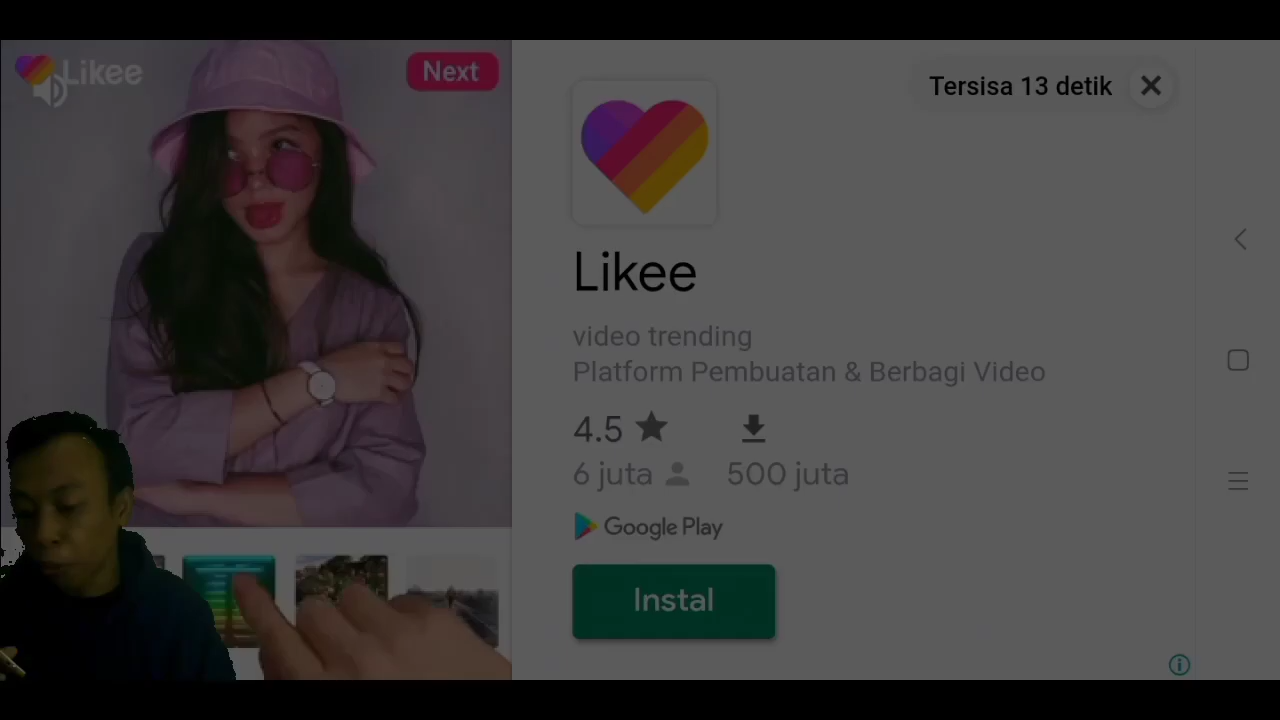 Likee
Next
Tersisa 13 detik
Likee
video trending
Platform Pembuatan & Berbagi Video
4.5
6 juta
500 juta
Google Play
Instal